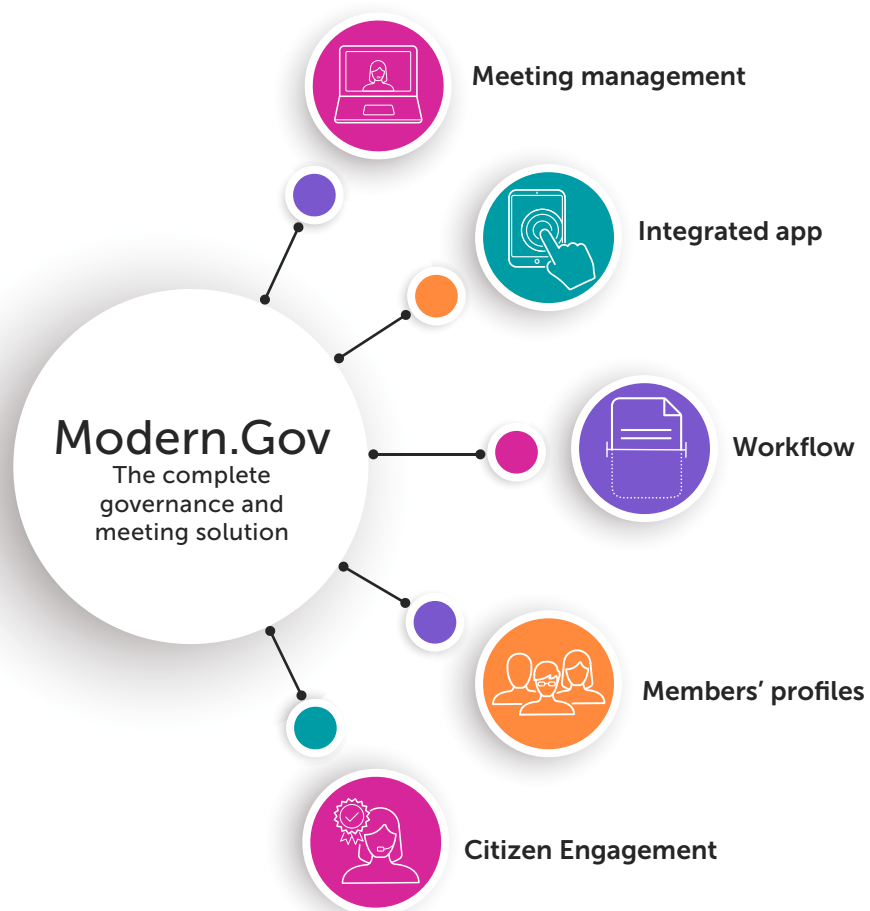 Meeting management
Integrated app
Modern.Gov
The complete
governance and
meeting solution
Workflow
Members’ profiles
Citizen Engagement